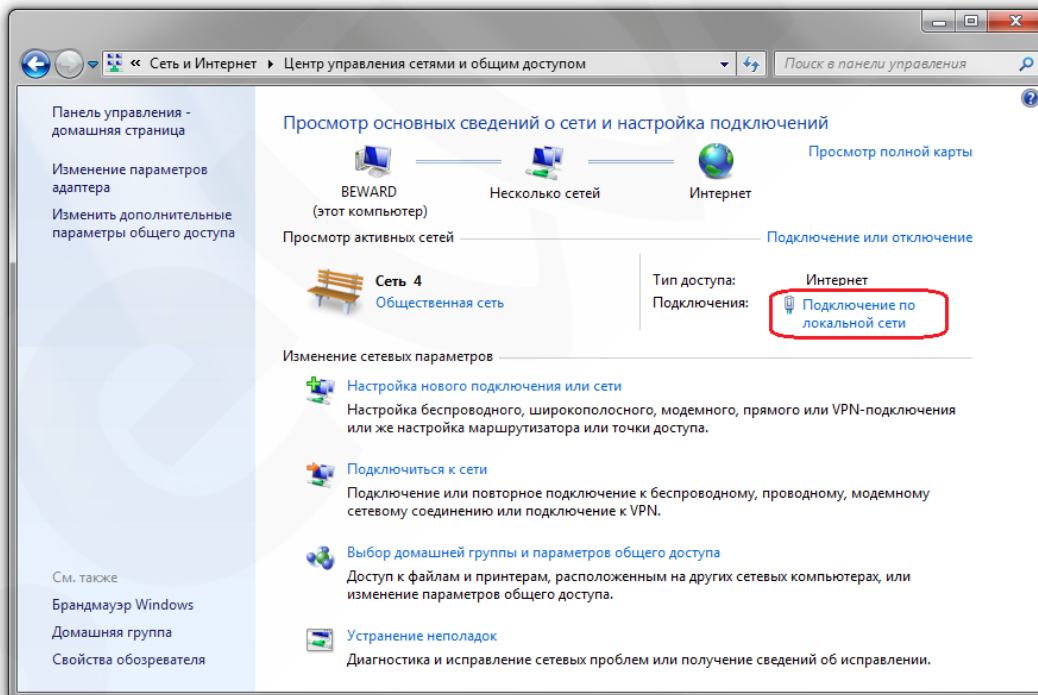 « Сеть и Интернет ▸ Центр управления сетями и общим доступом
Поиск в панели управления
Панель управления -
домашняя страница
Изменение параметров
адаптера
Изменить дополнительные
параметры общего доступа
См. также
Брандмауэр Windows
Домашняя группа
Свойства обозревателя
Просмотр основных сведений о сети и настройка подключений
Просмотр полной карты
BEWARD
(этот компьютер)
Несколько сетей
Интернет
Просмотр активных сетей
Подключение или отключение
Сеть 4
Общественная сеть
Тип доступа: Интернет
Подключения: Подключение по
локальной сети
Изменение сетевых параметров
Настройка нового подключения или сети
Настройка беспроводного, широкополосного, модемного, прямого или VPN-подключения
или же настройка маршрутизатора или точки доступа.
Подключиться к сети
Подключение или повторное подключение к беспроводному, проводному, модемному
сетевому соединению или подключение к VPN.
Выбор домашней группы и параметров общего доступа
Доступ к файлам и принтерам, расположенным на других сетевых компьютерах, или
изменение параметров общего доступа.
Устранение неполадок
Диагностика и исправление сетевых проблем или получение сведений об исправлении.